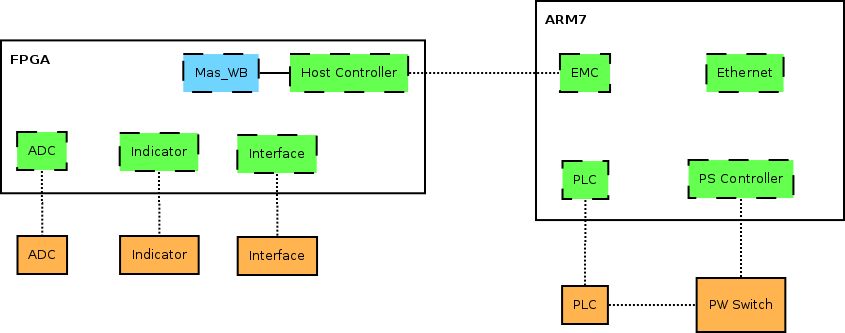 ARM7
FPGA
Mas_WB
Host Controller
EMC
Ethernet
ADC
Indicator
Interface
PLC
PS Controller
ADC
Indicator
Interface
PLC
PW Switch